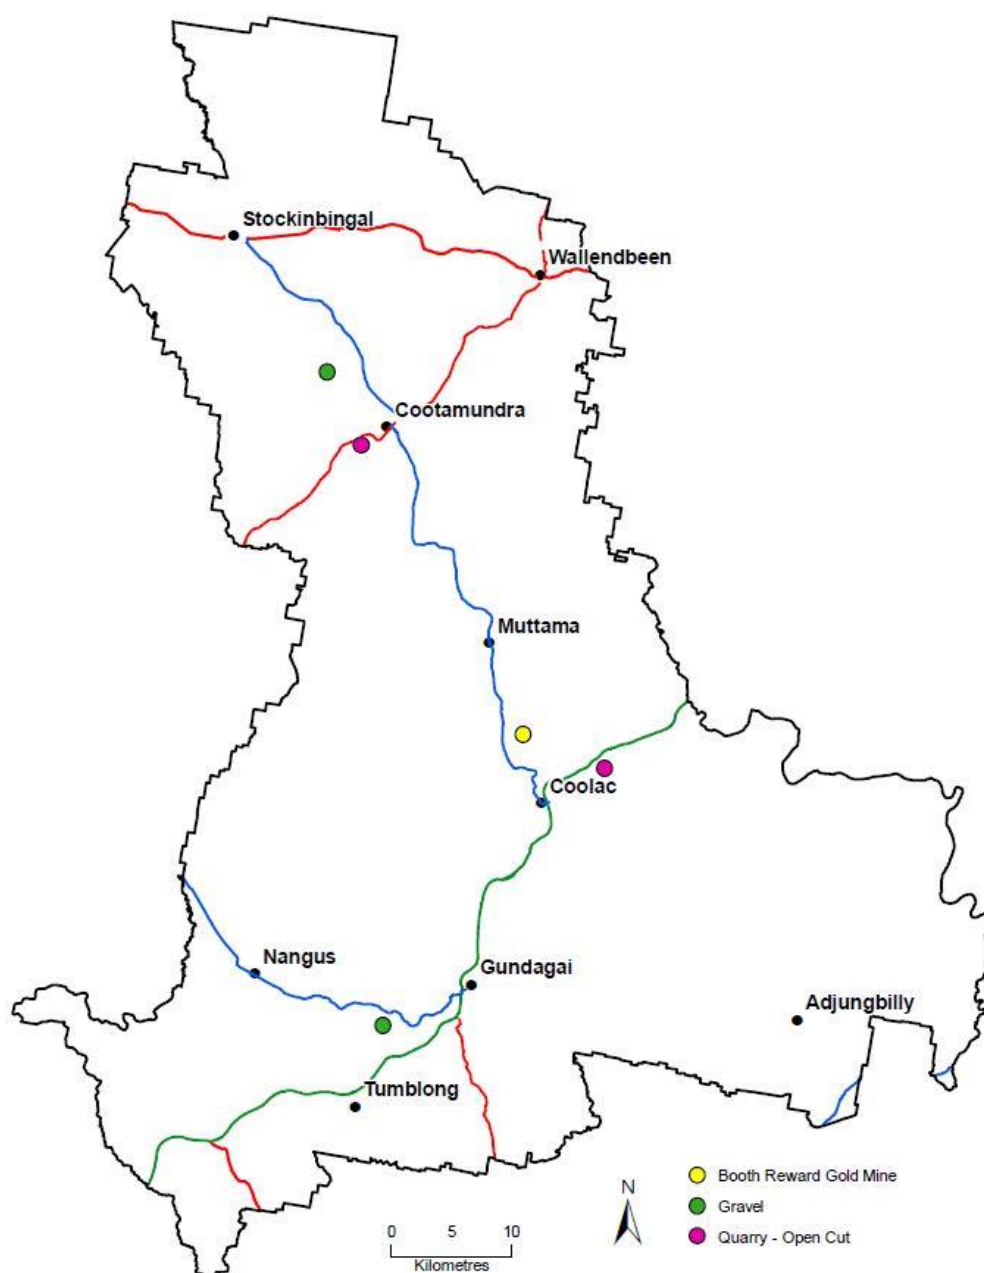 Stockinbingal
Wallendbeen
Cootamundra
Muttama
Coolac
Nangus
Gundagai
Adjungbilly
Tumblong
Booth Reward Gold Mine
Gravel
Quarry - Open Cut
N
0 5 10
Kilometres